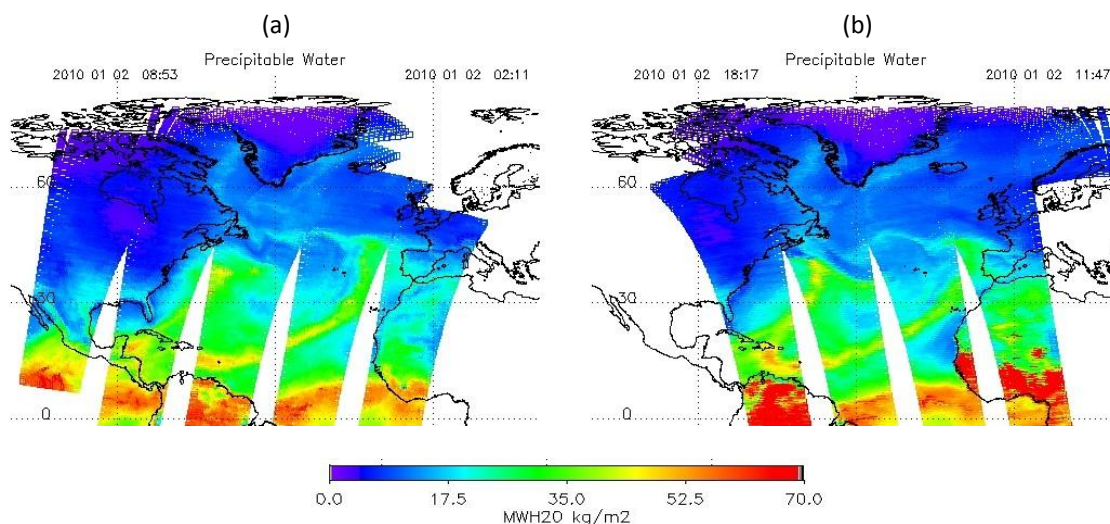 (a)
Precipitable Water
2010 01 02 08:53
2010 01 02 02:11
60
30
0
(b)
Precipitable Water
2010 01 02 18:17
2010 01 02 11:47
60
30
0
0.0 17.5 35.0 52.5 70.0
MWH2O kg/m2